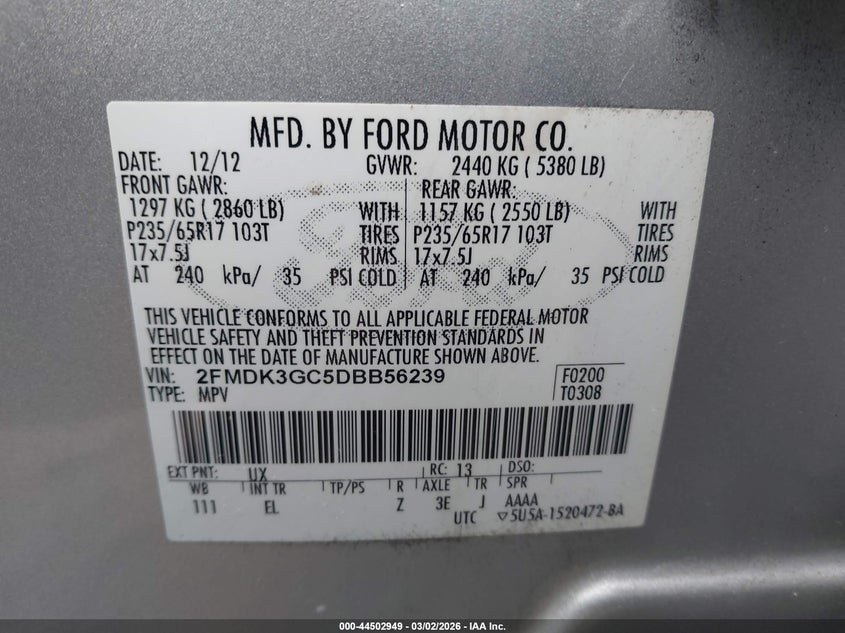 MFD. BY FORD MOTOR CO.
DATE: 12/12 GVWR: 2440 KG ( 5380 LB)
FRONT GAWR: REAR GAWR:
1297 KG ( 2860 LB) WITH 1157 KG ( 2550 LB) WITH
P235/65R17 103T TIRES P235/65R17 103T TIRES
17x7.5J RIMS 17x7.5J RIMS
AT 240 kPa/ 35 PSI COLD AT 240 kPa/ 35 PSI COLD
THIS VEHICLE CONFORMS TO ALL APPLICABLE FEDERAL MOTOR
VEHICLE SAFETY AND THEFT PREVENTION STANDARDS IN
EFFECT ON THE DATE OF MANUFACTURE SHOWN ABOVE.
VIN: 2FMDK3GC5DBB56239 F0200
TYPE: MPV T0308
EXT PNT: UX RC: 13 DSO:
WB INT TR TP/PS R AXLE TR SPR
111 EL Z 3E J AAAA
UTC ▽5U5A-1520472-BA
000-44502949 - 03/02/2026 - IAA Inc.